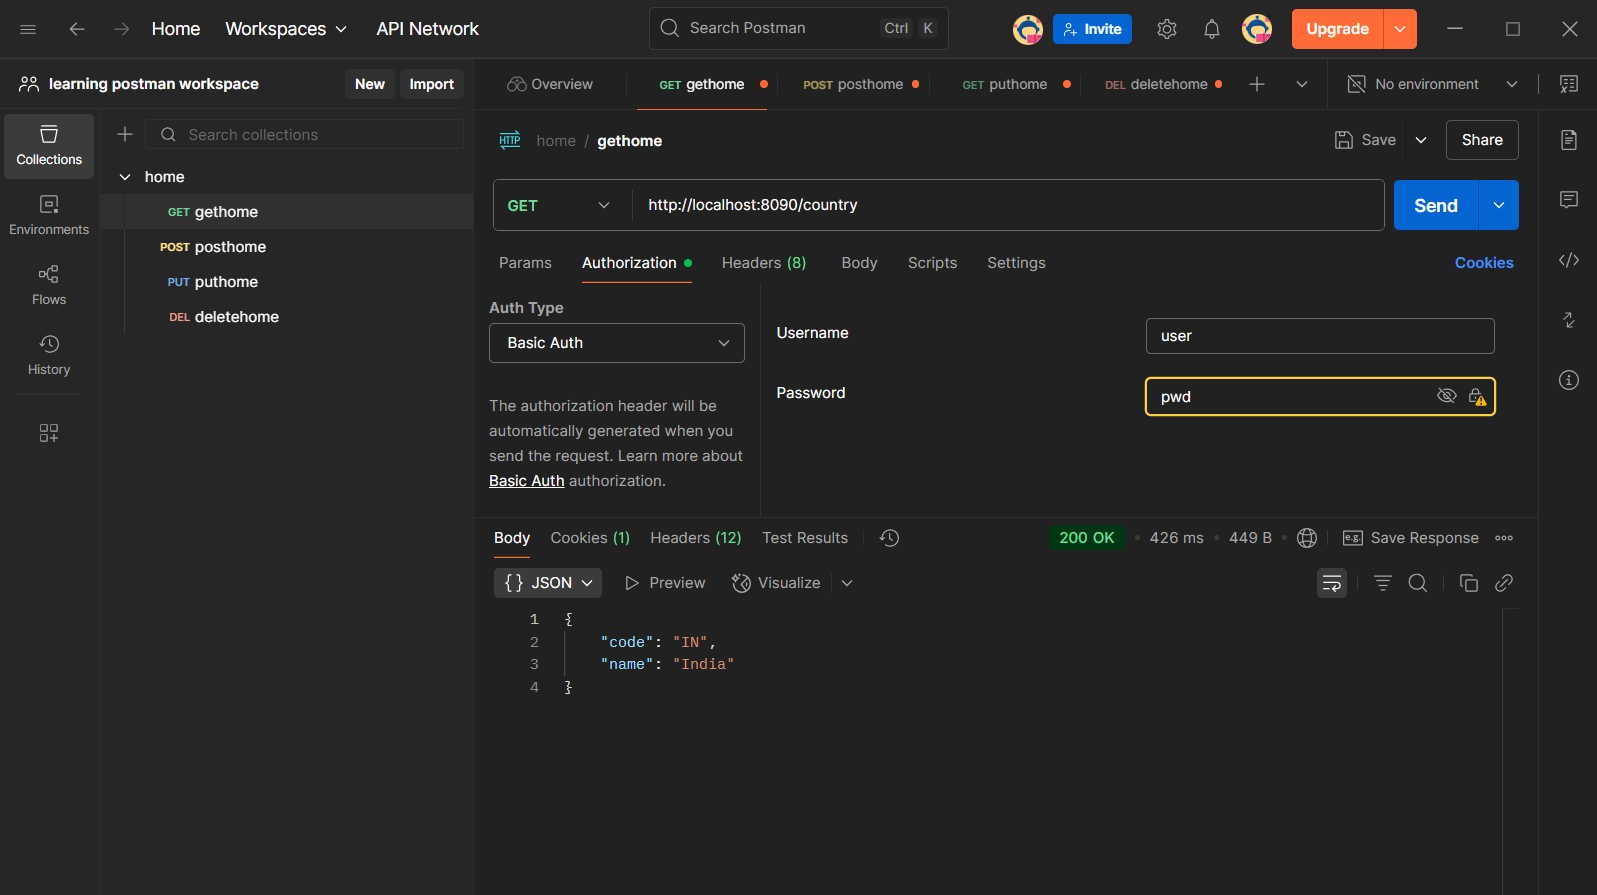 Home Workspaces API Network Search Postman Ctrl K Invite Upgrade
learning postman workspace New Import
Overview GET gethome POST posthome GET puthome DEL deletehome No environment
Collections
Environments
Flows
History
Search collections
home
GET gethome
POST posthome
PUT puthome
DEL deletehome
HTTP home / gethome Save Share
GET http://localhost:8090/country Send
Params Authorization Headers (8) Body Scripts Settings Cookies
Auth Type
Basic Auth
The authorization header will be
automatically generated when you
send the request. Learn more about
Basic Auth authorization.
Username user
Password pwd
Body Cookies (1) Headers (12) Test Results 200 OK • 426 ms • 449 B • e.g. Save Response
{} JSON Preview Visualize
1 {
2 "code": "IN",
3 "name": "India"
4 }